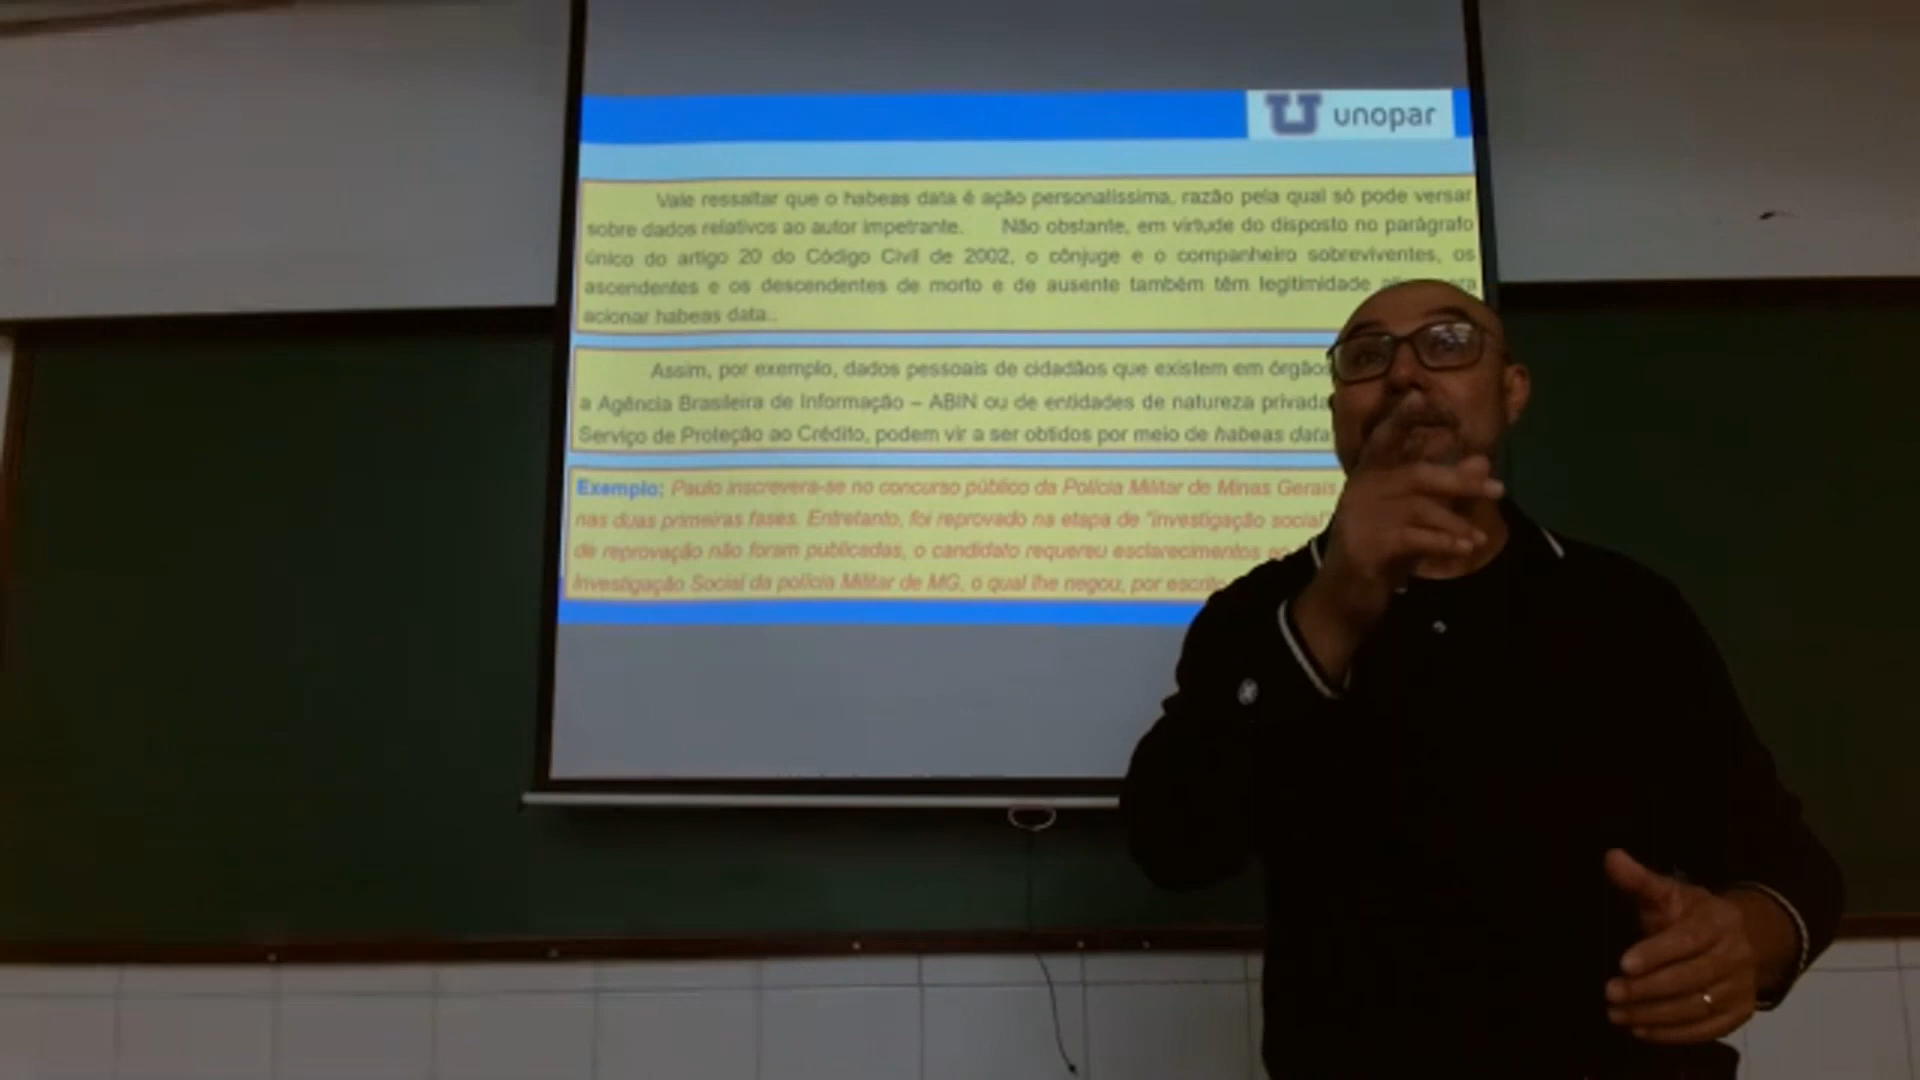 unopar
Vale ressaltar que o habeas data é ação personalíssima, razão pela qual só pode versar
sobre dados relativos ao autor impetrante. Não obstante, em virtude do disposto no parágrafo
único do artigo 20 do Código Civil de 2002, o cônjuge e o companheiro sobreviventes, os
ascendentes e os descendentes de morto e de ausente também têm legitimidade
acionar habeas data..
Assim, por exemplo, dados pessoais de cidadãos que existem em órgãos
a Agência Brasileira de Informação – ABIN ou de entidades de natureza privada
Serviço de Proteção ao Crédito, podem vir a ser obtidos por meio de habeas data
Exemplo: Paulo inscrevera-se no concurso público da Polícia Militar de Minas Gerais
nas duas primeiras fases. Entretanto, foi reprovado na etapa de "investigação social"
de reprovação não foram publicadas, o candidato requereu esclarecimentos
Investigação Social da polícia Militar de MG, o qual lhe negou, por escrito